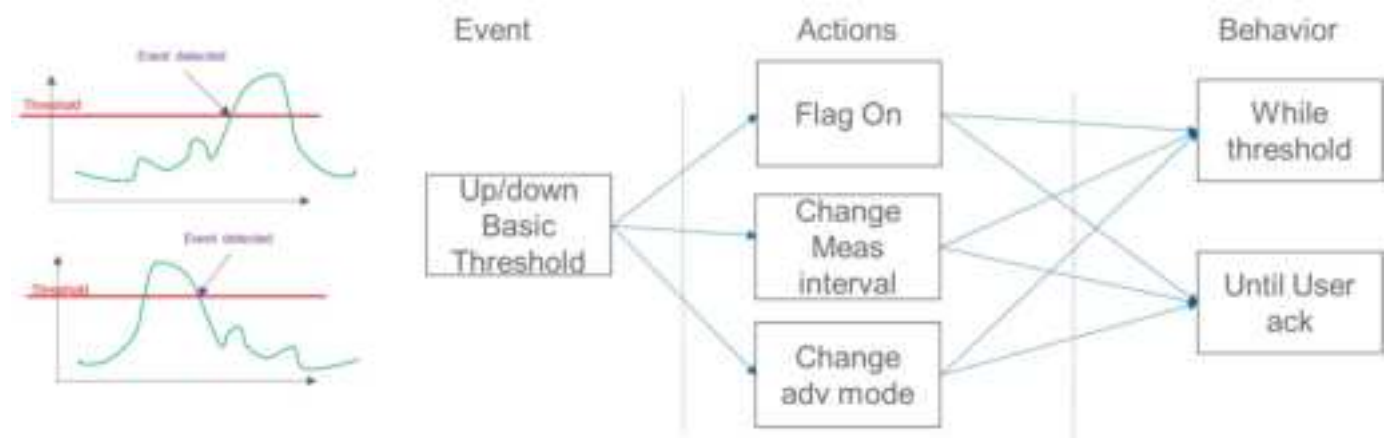 Event detected
Threshold
Event detected
Threshold
Event
Actions
Behavior
Up/down
Basic
Threshold
Flag On
Change
Meas
interval
Change
adv mode
While
threshold
Until User
ack